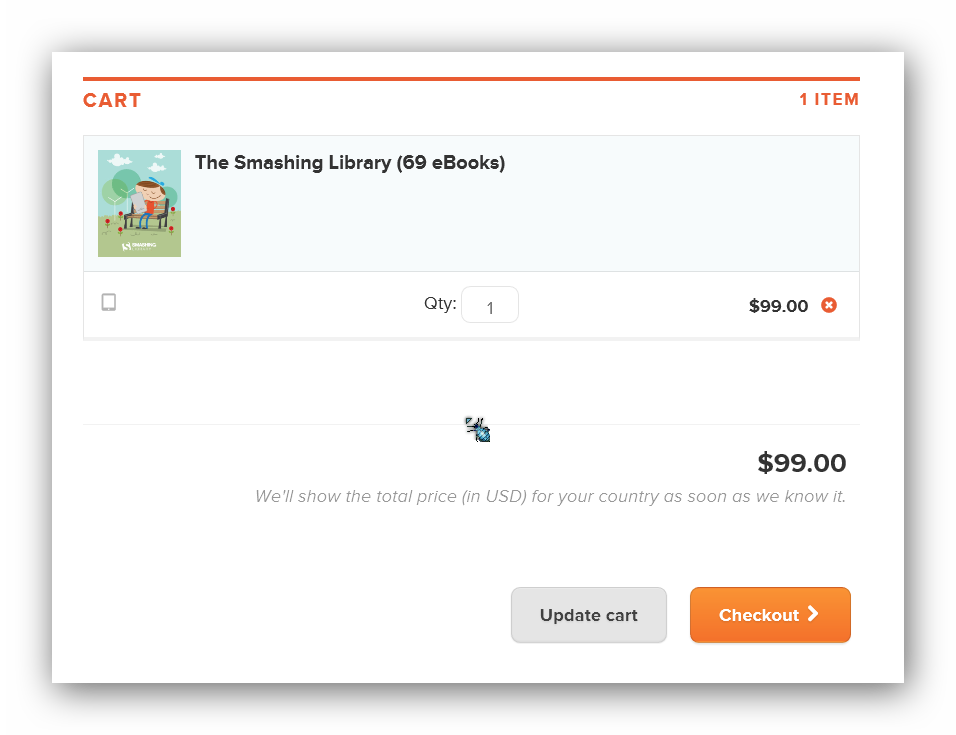 CART
1 ITEM
The Smashing Library (69 eBooks)
SMASHING
LIBRARY
Qty: 1
$99.00
$99.00
We'll show the total price (in USD) for your country as soon as we know it.
Update cart
Checkout